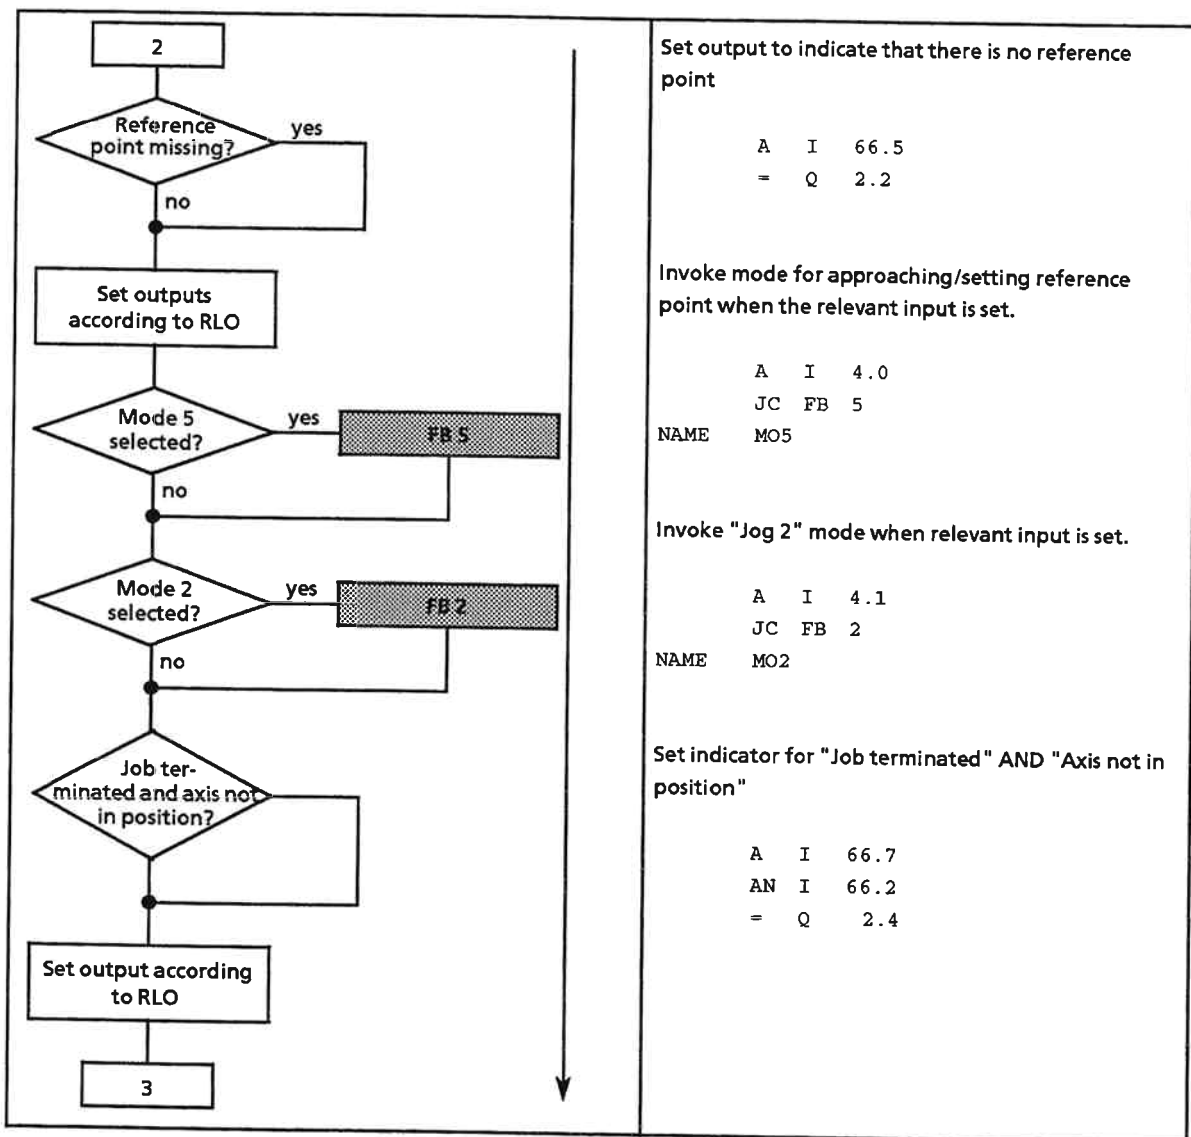 2
Reference
point missing?
yes
no
Set outputs
according to RLO
Mode 5
selected?
yes
FB 5
no
Mode 2
selected?
yes
FB 2
no
Job ter-
minated and axis not
in position?
Set output according
to RLO
3
Set output to indicate that there is no reference
point
A I 66.5
= Q 2.2
Invoke mode for approaching/setting reference
point when the relevant input is set.
A I 4.0
JC FB 5
NAME MO5
Invoke "Jog 2" mode when relevant input is set.
A I 4.1
JC FB 2
NAME MO2
Set indicator for "Job terminated" AND "Axis not in
position"
A I 66.7
AN I 66.2
= Q 2.4